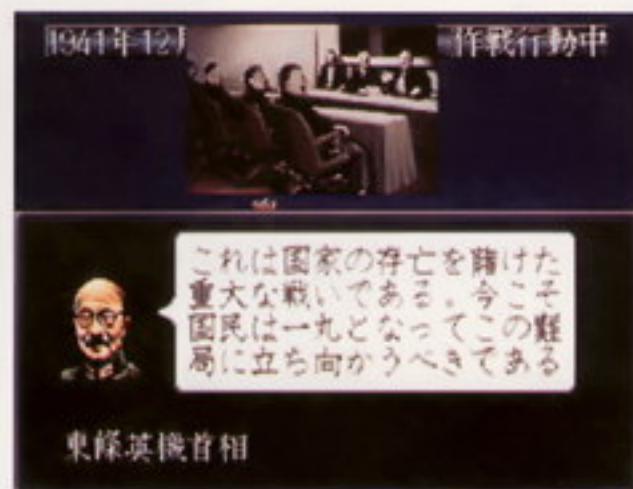 1941年12月
作戦行動中
これは国家の存亡を賭けた
重大な戦いである。今こそ
国民は一丸となってこの難
局に立ち向かうべきである
東條英機首相